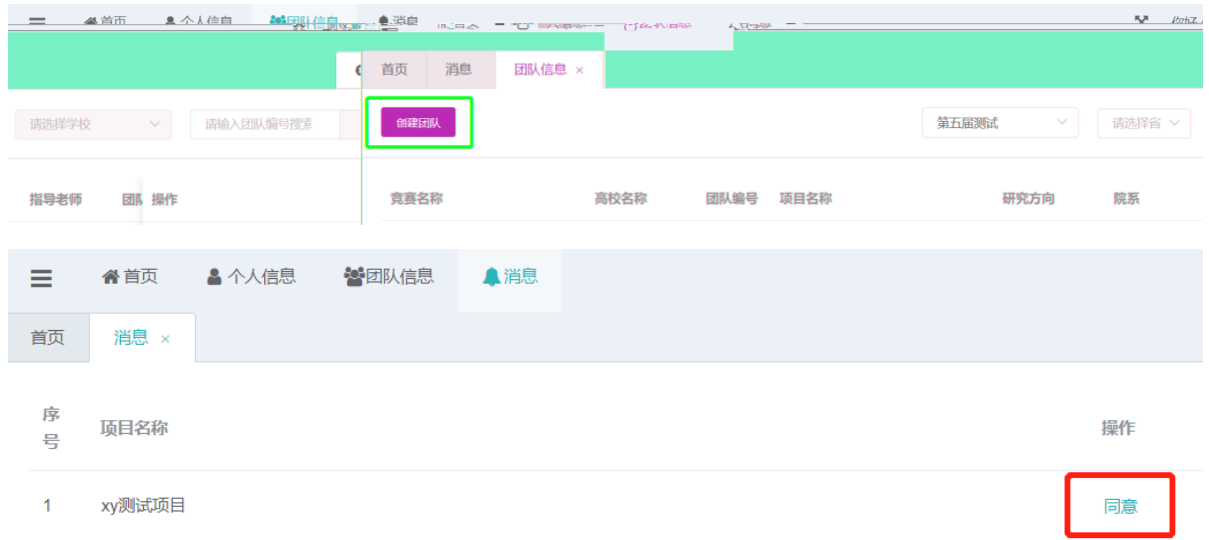 首页 个人信息 团队信息 消息
首页 消息 团队信息 ×
请选择学校 请输入团队编号搜索 创建团队 第五届测试 请选择省
指导老师 团队 操作 竞赛名称 高校名称 团队编号 项目名称 研究方向 院系
首页 个人信息 团队信息 消息
首页 消息 ×
序号 项目名称 操作
1 xy测试项目 同意